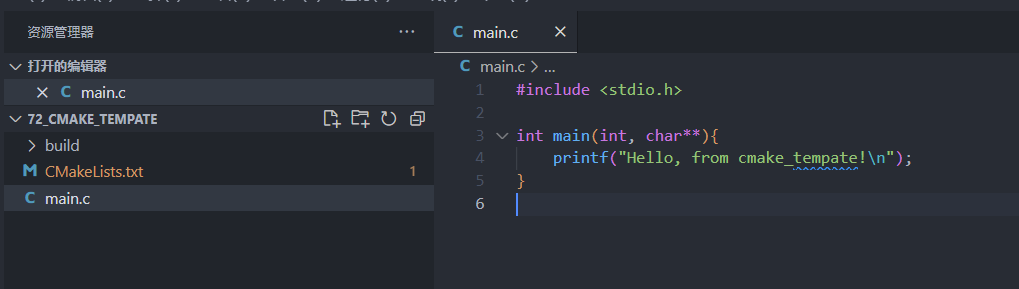 资源管理器 ...
main.c
打开的编辑器
main.c
72_CMAKE_TEMPATE
build
CMakeLists.txt 1
main.c
main.c > ...
1 #include <stdio.h>
2
3 int main(int, char**){
4 printf("Hello, from cmake_tempate!\n");
5 }
6